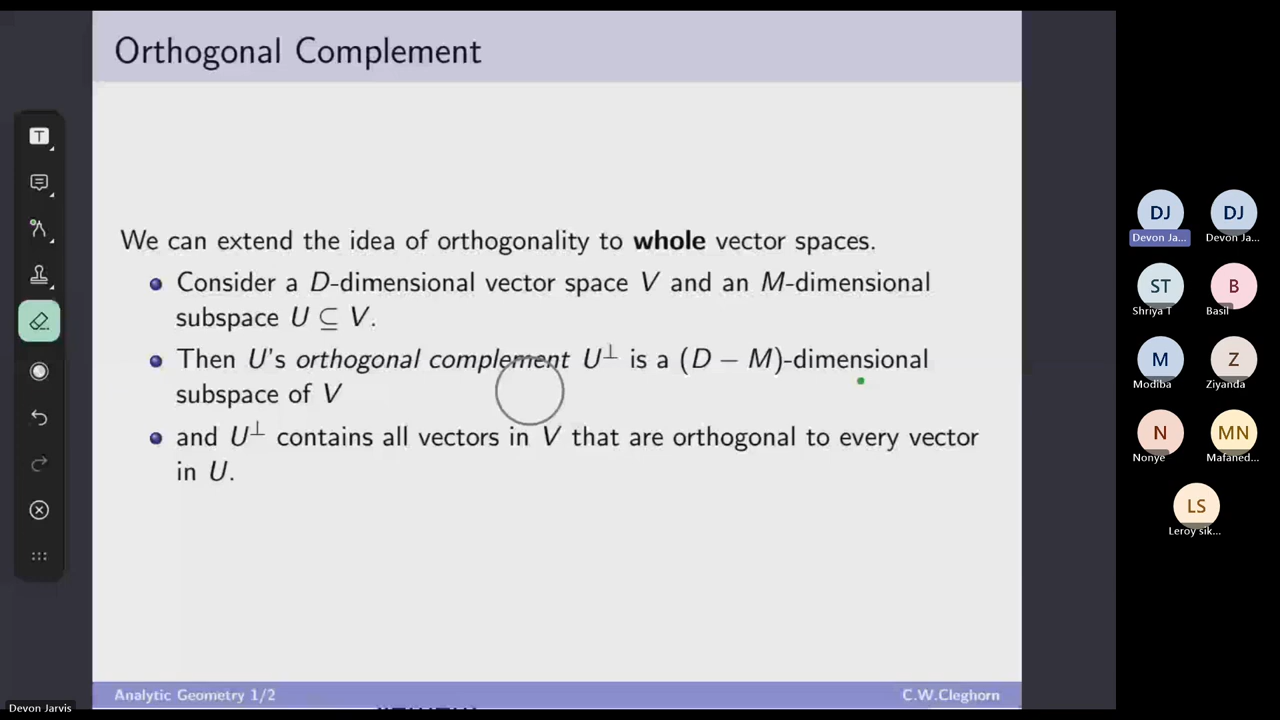 Orthogonal Complement
We can extend the idea of orthogonality to whole vector spaces.
Consider a D-dimensional vector space V and an M-dimensional
subspace U ⊆ V.
Then U's orthogonal complement U⊥ is a (D − M)-dimensional
subspace of V
and U⊥ contains all vectors in V that are orthogonal to every vector
in U.
Analytic Geometry 1/2
C.W.Cleghorn
Devon Jarvis
T
DJ
DJ
Devon Ja...
Devon Ja...
ST
B
Shriya T
Basil
M
Z
Modiba
Ziyanda
N
MN
Nonye
Mafaned...
LS
Leroy sik...